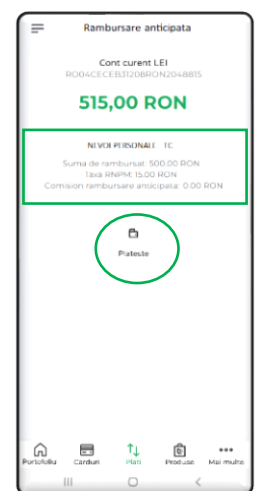 Rambursare anticipata
Cont curent LEI
RO04CECEB31208RON2048815
515,00 RON
NEVOI PERSONALE TC
Suma de rambursat: 500.00 RON
Taxa RNPM: 15.00 RON
Comision rambursare anticipata: 0.00 RON
Plateste
Portofoliu Carduri Plati Produse Mai multe